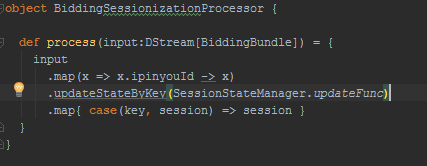 object BiddingSessionizationProcessor {
def process(input:DStream[BiddingBundle]) = {
input
.map(x => x.ipinyouId -> x)
.updateStateByKey(SessionStateManager.updateFunc)
.map{ case(key, session) => session }
}
}